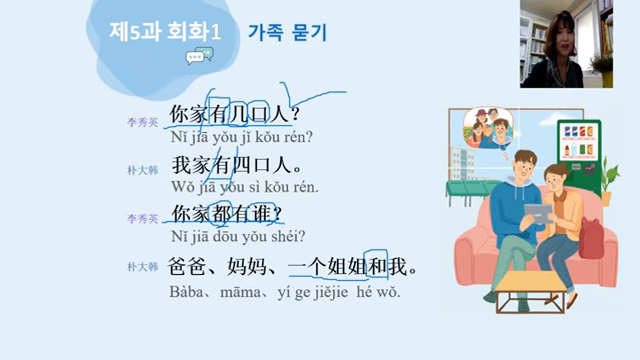 제5과 회화1 가족 묻기
李秀英 你家有几口人?
Nǐ jiā yǒu jǐ kǒu rén?
朴大韩 我家有四口人。
Wǒ jiā yǒu sì kǒu rén.
李秀英 你家都有谁?
Nǐ jiā dōu yǒu shéi?
朴大韩 爸爸、妈妈、一个姐姐和我。
Bàba、māma、yí ge jiějie hé wǒ.